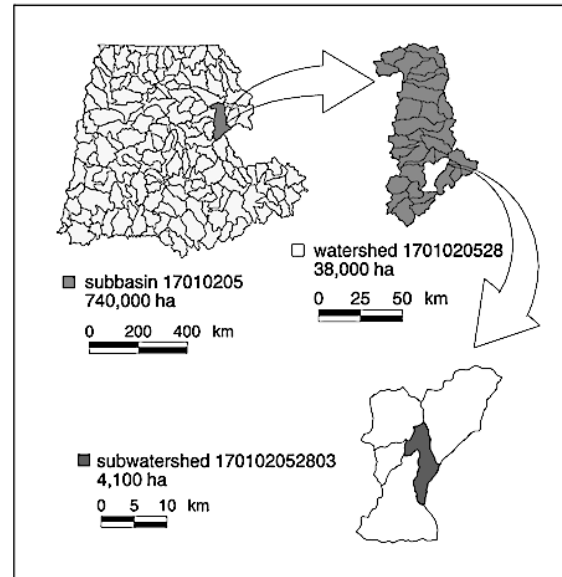 watershed 1701020528
38,000 ha
0 25 50 km
subbasin 17010205
740,000 ha
0 200 400 km
subwatershed 170102052803
4,100 ha
0 5 10 km